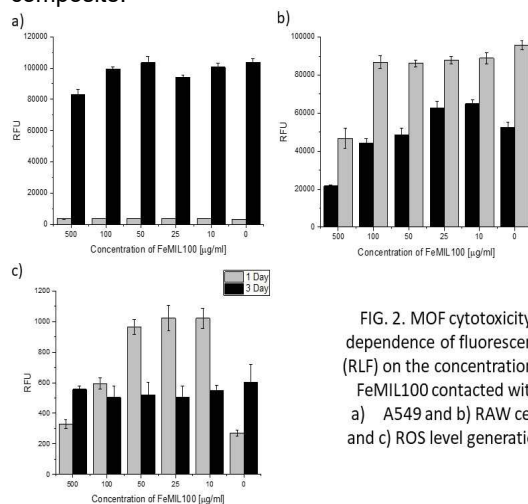 composite.
a)
120000
100000
80000
60000
40000
20000
0
RFU
500 100 50 25 10 0
Concentration of FeMIL100 [µg/ml]
b)
100000
80000
60000
40000
20000
0
RFU
500 100 50 25 10 0
Concentration of FeMIL100 [µg/ml]
c)
1 Day
3 Day
1200
1000
800
600
400
200
0
RFU
500 100 50 25 10 0
Concentration of FeMIL100 [µg/ml]
FIG. 2. MOF cytotoxicity
dependence of fluorescen
(RLF) on the concentration
FeMIL100 contacted wit
a) A549 and b) RAW ce
and c) ROS level generatio